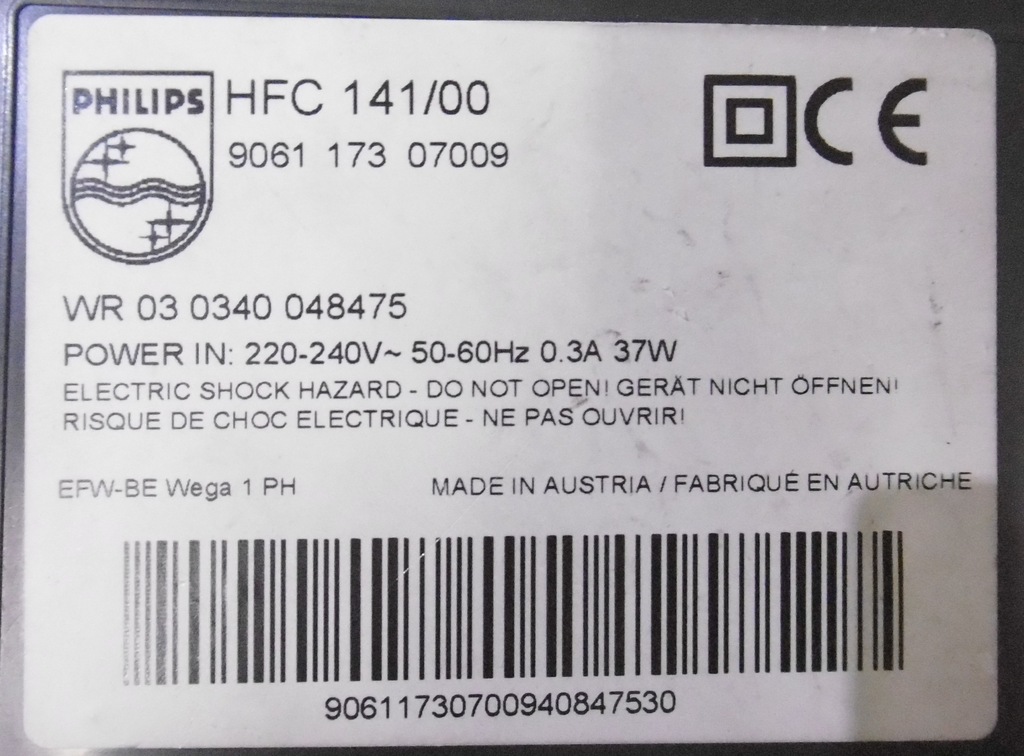 PHILIPS HFC 141/00
9061 173 07009
CE
WR 03 0340 048475
POWER IN: 220-240V~ 50-60Hz 0.3A 37W
ELECTRIC SHOCK HAZARD - DO NOT OPEN! GERÄT NICHT ÖFFNEN!
RISQUE DE CHOC ELECTRIQUE - NE PAS OUVRIR!
EFW-BE Wega 1 PH MADE IN AUSTRIA / FABRIQUÉ EN AUTRICHE
90611730700940847530